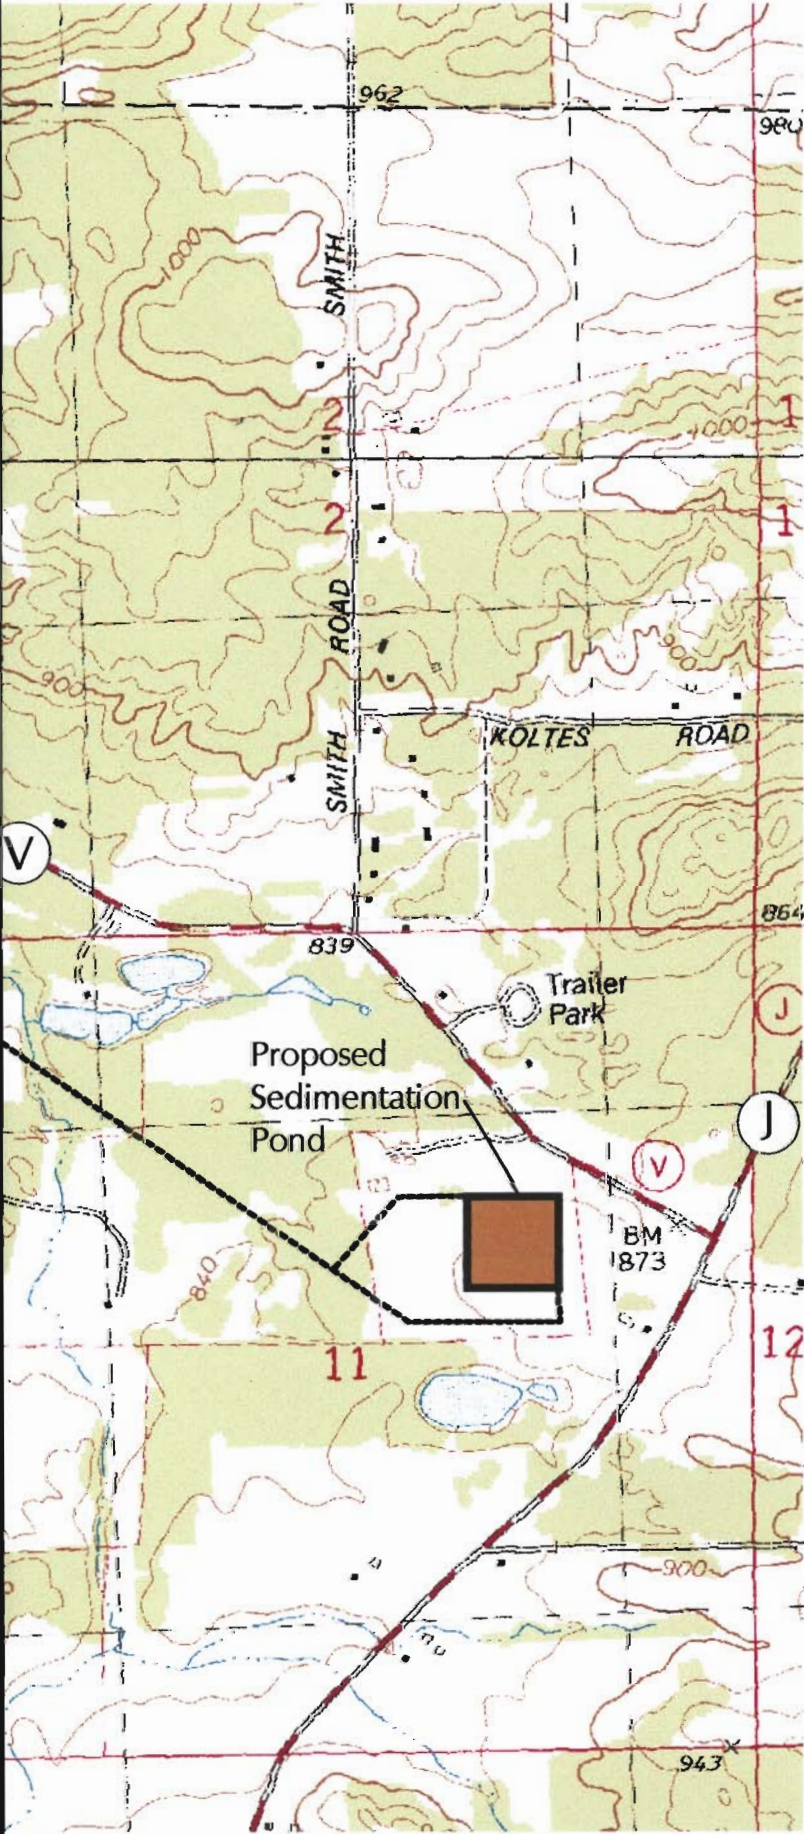 962
980
1000
SMITH
2
1
1000
2
1
ROAD
900
900
KOLTES ROAD
SMITH
V
864
839
Trailer
Park
J
Proposed
Sedimentation
Pond
J
V
BM
873
840
11
12
900
943